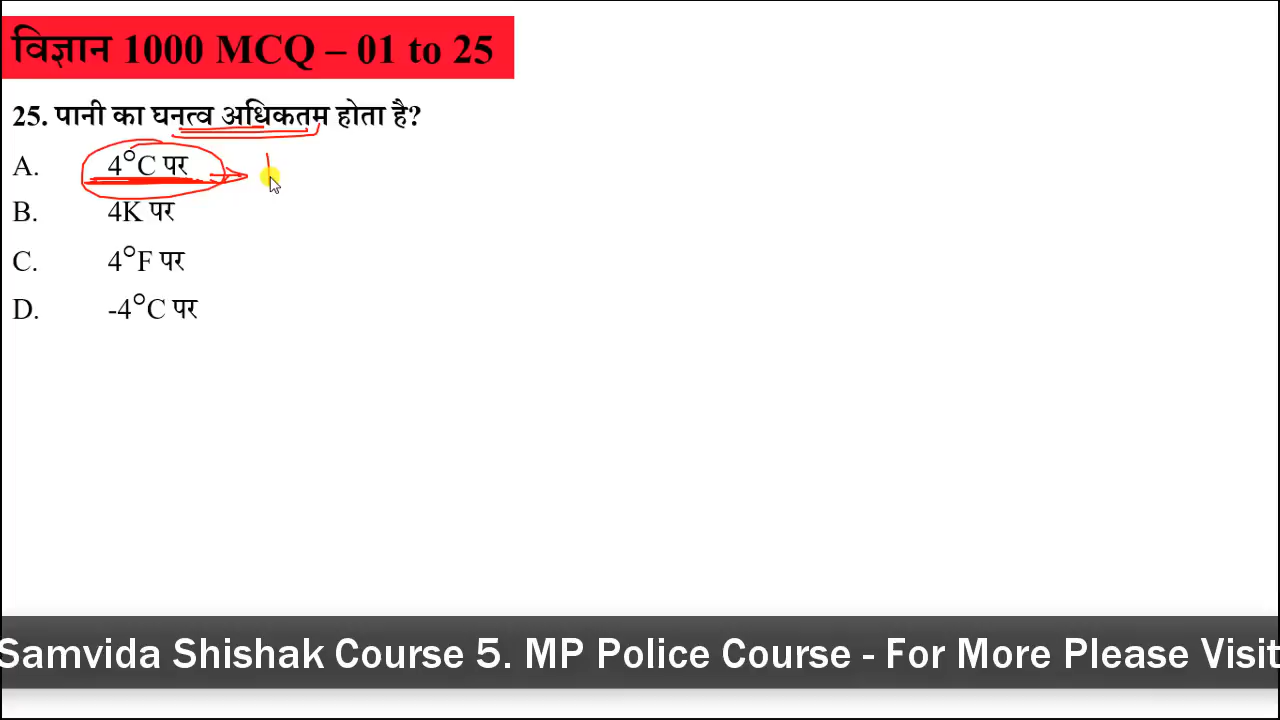 विज्ञान 1000 MCQ – 01 to 25
25. पानी का घनत्व अधिकतम होता है?
A. 4°C पर
B. 4K पर
C. 4°F पर
D. -4°C पर
Samvida Shishak Course 5. MP Police Course - For More Please Visit